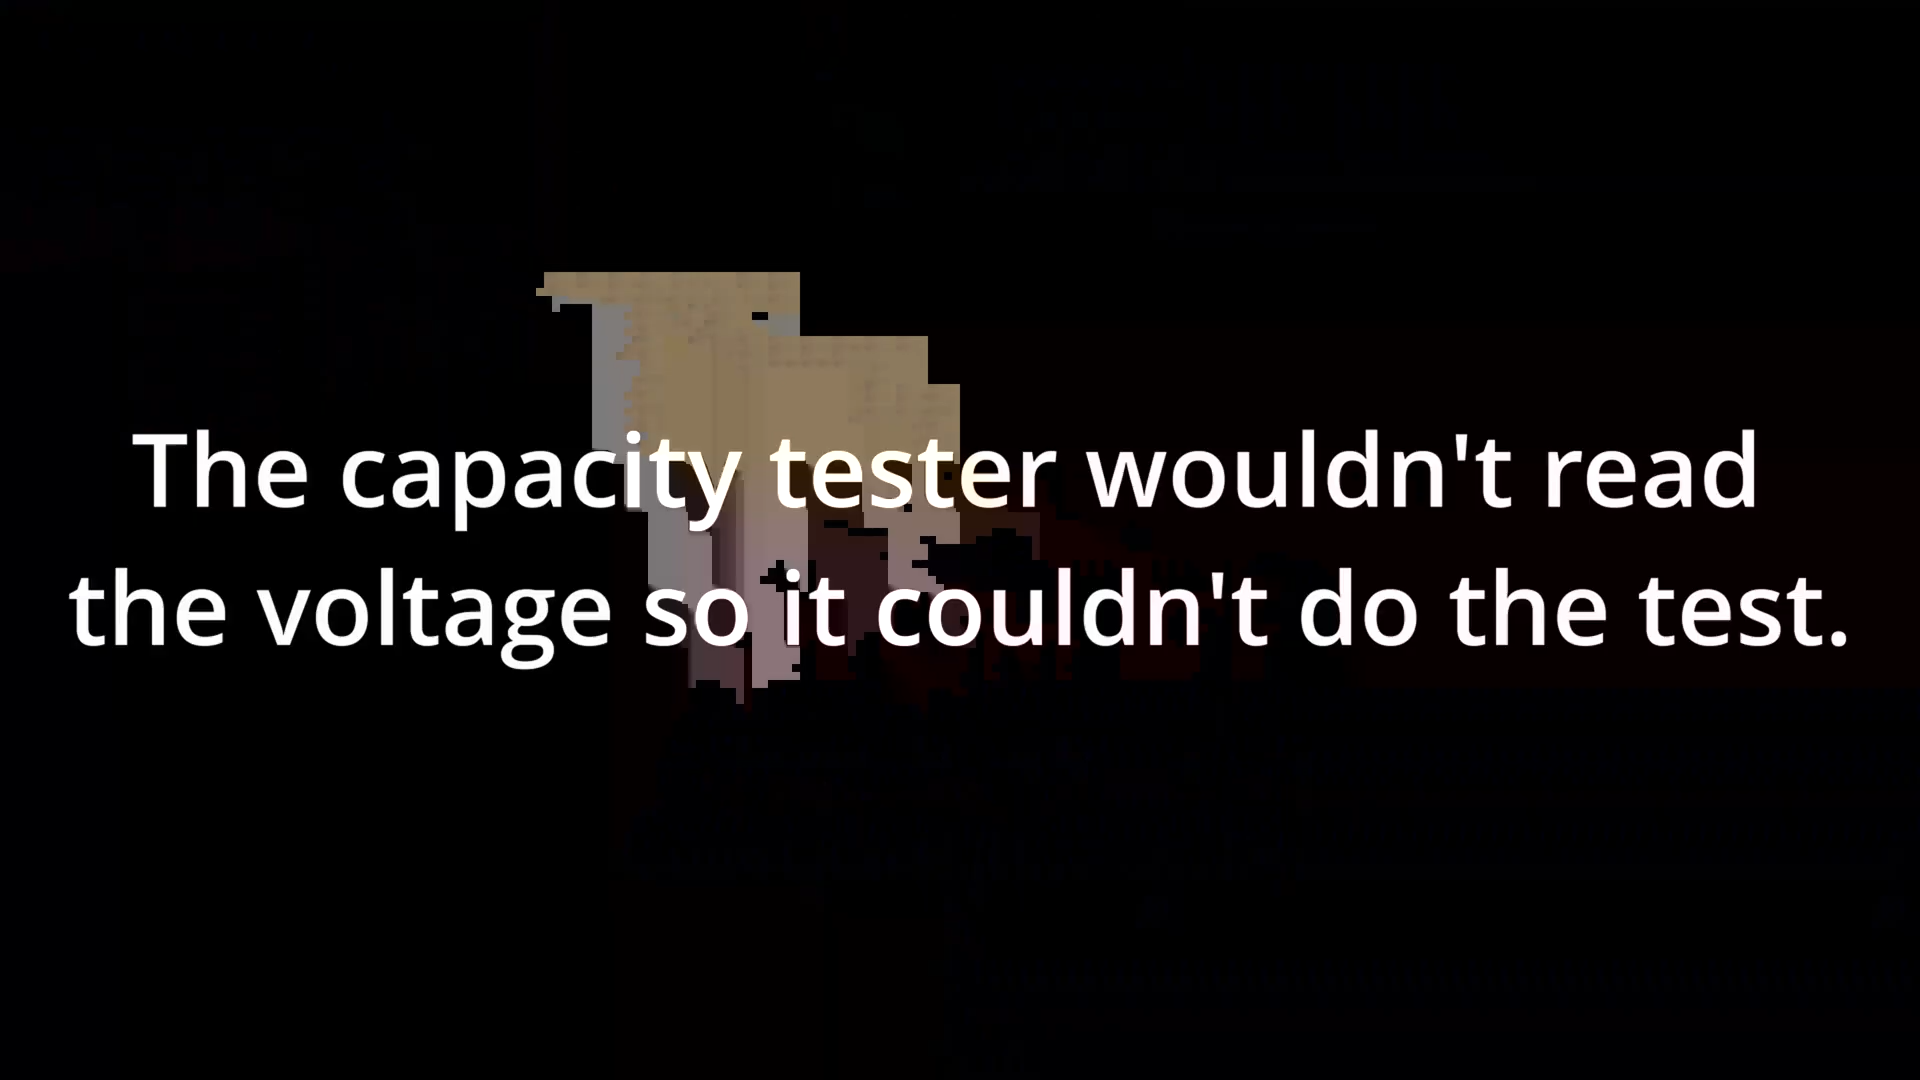 The capacity tester wouldn't read
the voltage so it couldn't do the test.